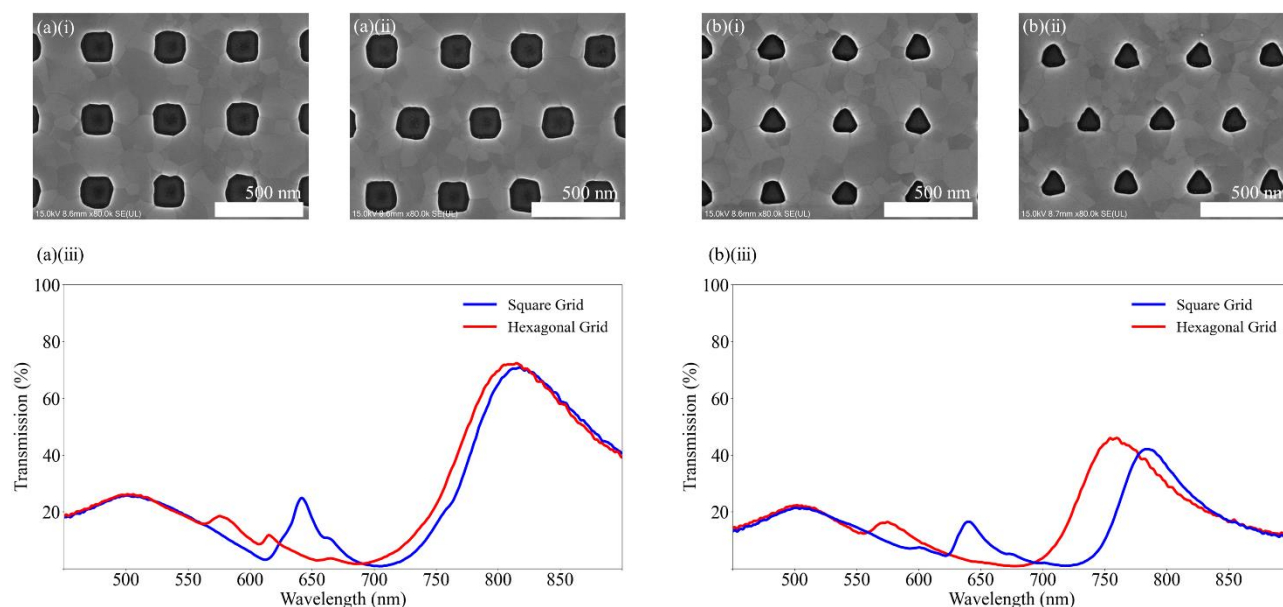 (a)(i)
500 nm
15.0kV 8.6mm x80.0k SE(UL)
(a)(ii)
500 nm
15.0kV 8.6mm x80.0k SE(UL)
(b)(i)
500 nm
15.0kV 8.6mm x80.0k SE(UL)
(b)(ii)
500 nm
15.0kV 8.7mm x80.0k SE(UL)
(a)(iii)
Transmission (%)
100
80
60
40
20
Square Grid
Hexagonal Grid
500
550
600
650
700
750
800
850
Wavelength (nm)
(b)(iii)
Transmission (%)
100
80
60
40
20
Square Grid
Hexagonal Grid
500
550
600
650
700
750
800
850
Wavelength (nm)